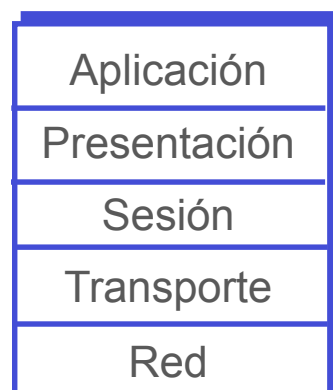 Aplicación
Presentación
Sesión
Transporte
Red